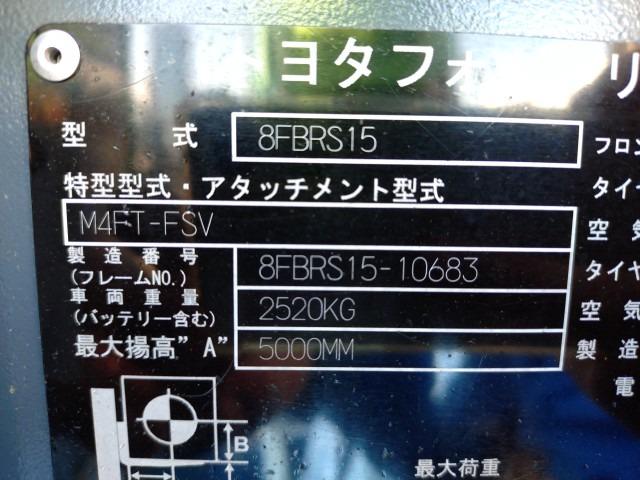 トヨタフォ リ
型式 8FBRS15 フロン
特型型式・アタッチメント型式 タイ
M4FT-FSV 空気
製造番号 (フレームNO.) 8FBRS15-10683 タイヤ
車両重量 (バッテリー含む) 2520KG 空気
最大揚高"A" 5000MM 製造
電
B
最大荷重